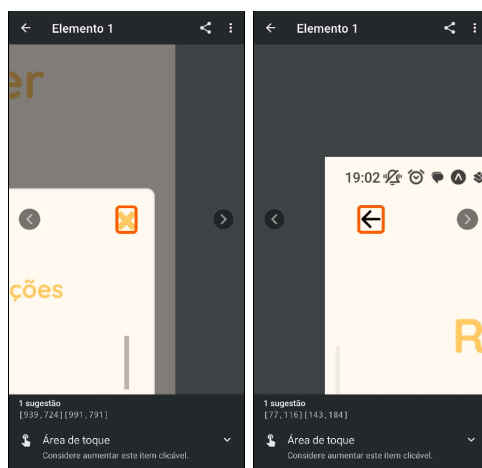 Elemento 1
er
ções
1 sugestão
[939,724][991,791]
Área de toque
Considere aumentar este item clicável.
Elemento 1
19:02
R
1 sugestão
[77,116][143,184]
Área de toque
Considere aumentar este item clicável.